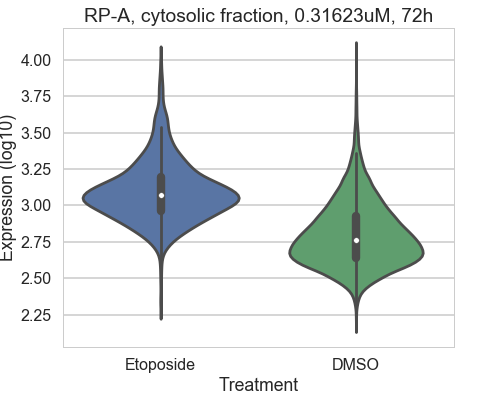 RP-A, cytosolic fraction, 0.31623uM, 72h
Expression (log10)
4.00
3.75
3.50
3.25
3.00
2.75
2.50
2.25
Etoposide DMSO
Treatment